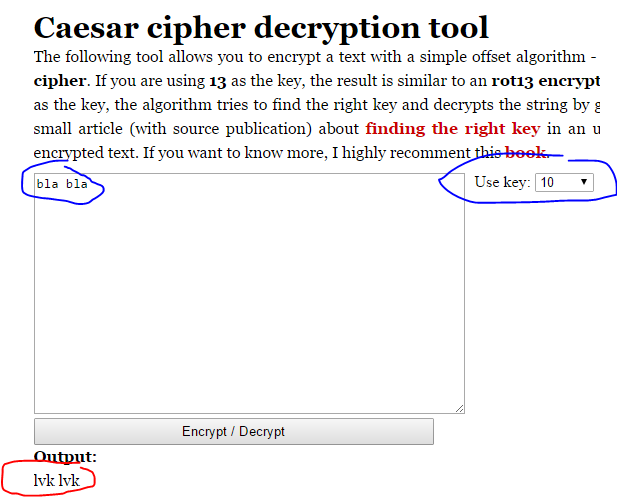 Caesar cipher decryption tool
The following tool allows you to encrypt a text with a simple offset algorithm -
cipher. If you are using 13 as the key, the result is similar to an rot13 encrypt
as the key, the algorithm tries to find the right key and decrypts the string by g
small article (with source publication) about finding the right key in an u
encrypted text. If you want to know more, I highly recomment this book.
bla bla Use key: 10
Encrypt / Decrypt
Output:
lvk lvk